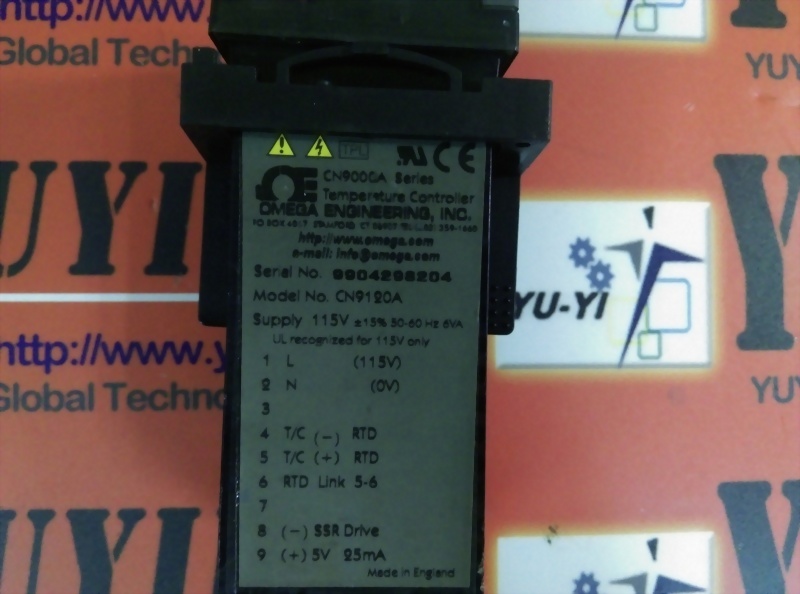 http://www.
Global Techn
YUYI
TPL
CE
CN9000A Series
Temperature Controller
OMEGA ENGINEERING, INC.
http://www.omega.com
e-mail: info@omega.com
Serial No. 9904298204
Model No. CN9120A
Supply 115V ±15% 50-60 Hz 6VA
UL recognized for 115V only
1 L (115V)
2 N (0V)
3
4 T/C (-) RTD
5 T/C (+) RTD
6 RTD Link 5-6
7
8 (-) SSR Drive
9 (+) 5V 25mA
Made in England
http://www.y
Global Techno
YUYI
YU-YI
YUY
YUY